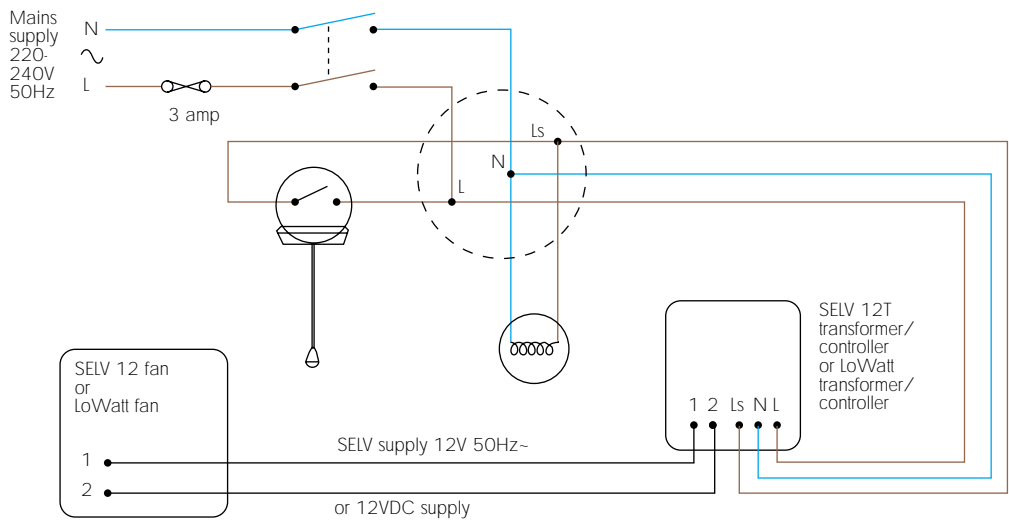 Mains
supply
220-
240V
50Hz
N
L
3 amp
Ls
N
L
SELV 12T
transformer/
controller
or LoWatt
transformer/
controller
1 2 Ls N L
SELV 12 fan
or
LoWatt fan
1
2
SELV supply 12V 50Hz~
or 12VDC supply